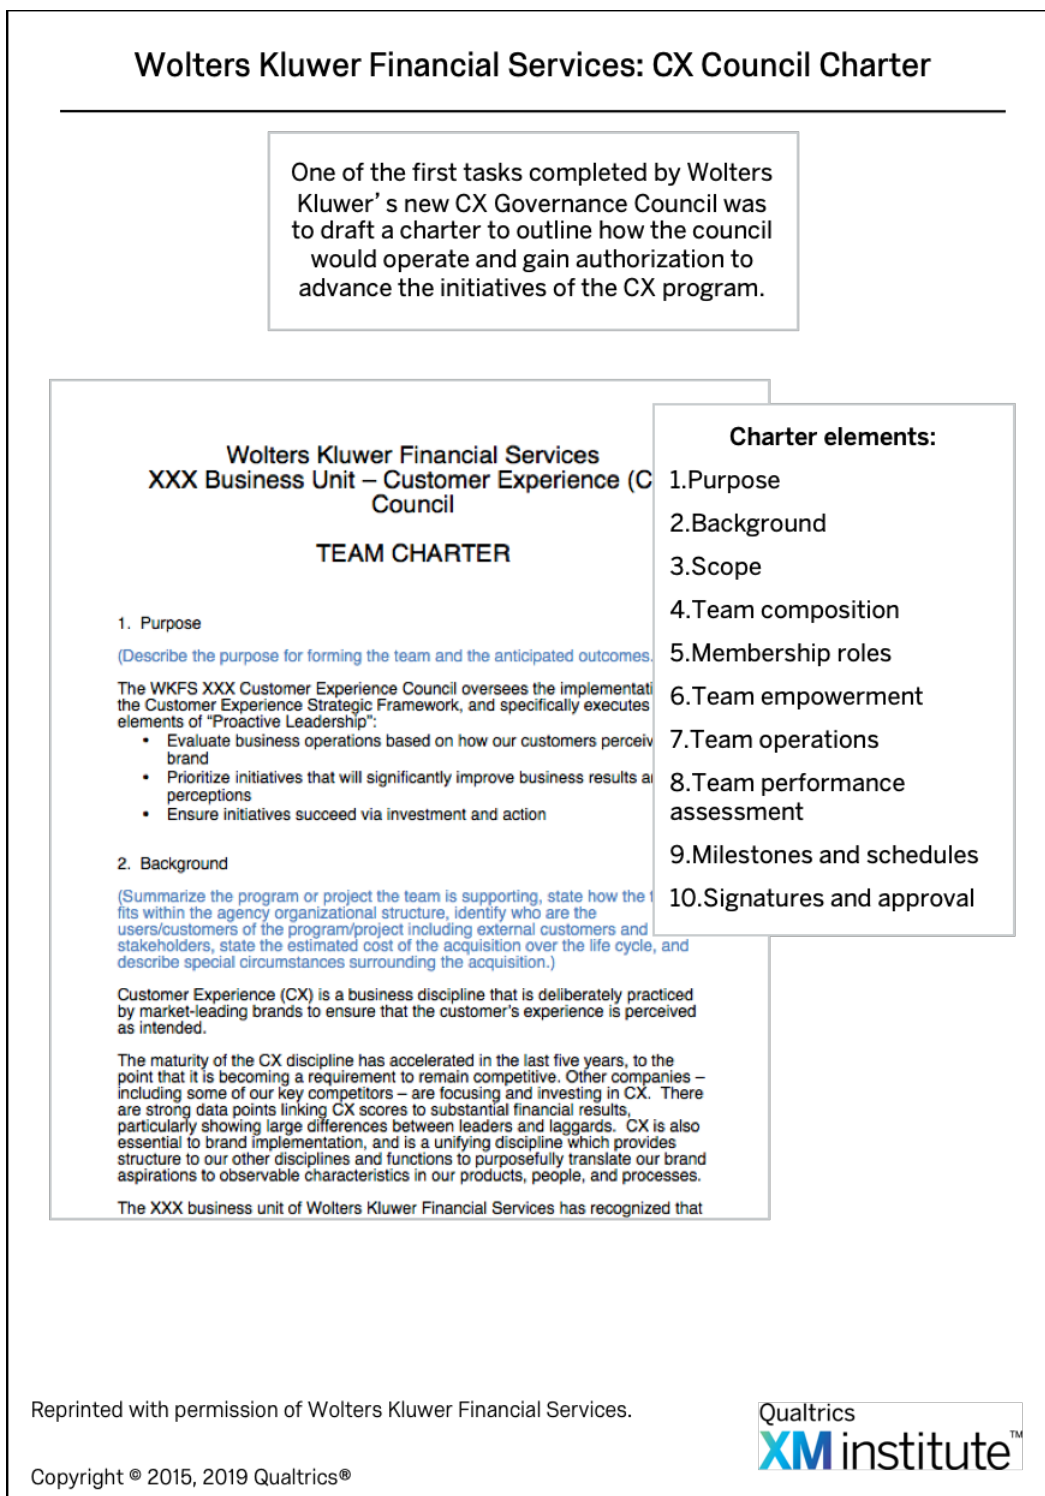 Wolters Kluwer Financial Services: CX Council Charter
One of the first tasks completed by Wolters
Kluwer’ s new CX Governance Council was
to draft a charter to outline how the council
would operate and gain authorization to
advance the initiatives of the CX program.
Wolters Kluwer Financial Services
XXX Business Unit – Customer Experience (C
Council
TEAM CHARTER
1. Purpose
(Describe the purpose for forming the team and the anticipated outcomes.
The WKFS XXX Customer Experience Council oversees the implementati
the Customer Experience Strategic Framework, and specifically executes
elements of “Proactive Leadership”:
• Evaluate business operations based on how our customers perceiv
brand
• Prioritize initiatives that will significantly improve business results a
perceptions
• Ensure initiatives succeed via investment and action
2. Background
(Summarize the program or project the team is supporting, state how the t
fits within the agency organizational structure, identify who are the
users/customers of the program/project including external customers and
stakeholders, state the estimated cost of the acquisition over the life cycle, and
describe special circumstances surrounding the acquisition.)
Customer Experience (CX) is a business discipline that is deliberately practiced
by market-leading brands to ensure that the customer’s experience is perceived
as intended.
The maturity of the CX discipline has accelerated in the last five years, to the
point that it is becoming a requirement to remain competitive. Other companies –
including some of our key competitors – are focusing and investing in CX. There
are strong data points linking CX scores to substantial financial results,
particularly showing large differences between leaders and laggards. CX is also
essential to brand implementation, and is a unifying discipline which provides
structure to our other disciplines and functions to purposefully translate our brand
aspirations to observable characteristics in our products, people, and processes.
The XXX business unit of Wolters Kluwer Financial Services has recognized that
Charter elements:
1.Purpose
2.Background
3.Scope
4.Team composition
5.Membership roles
6.Team empowerment
7.Team operations
8.Team performance
assessment
9.Milestones and schedules
10.Signatures and approval
Reprinted with permission of Wolters Kluwer Financial Services.
Copyright © 2015, 2019 Qualtrics®
Qualtrics
XM institute™